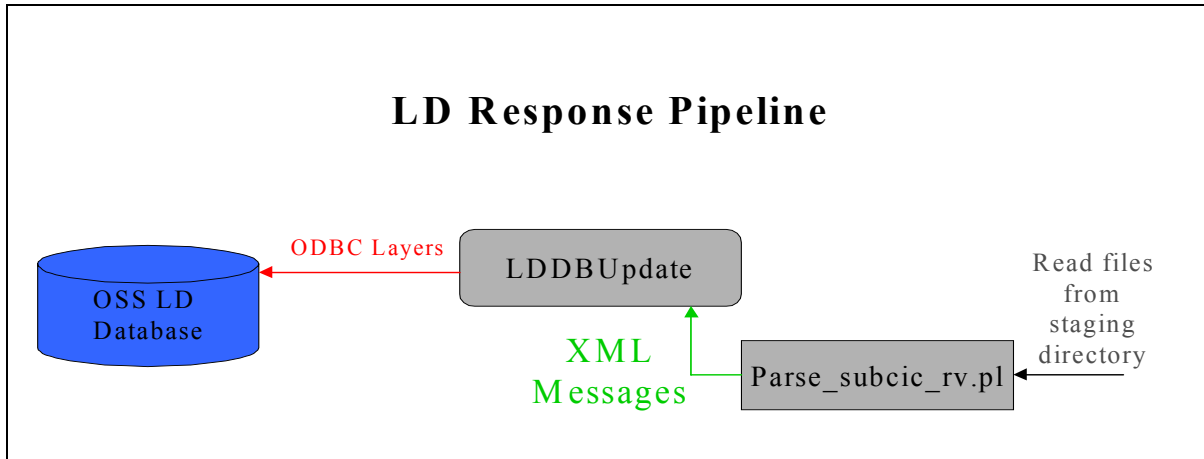 LD Response Pipeline
ODBC Layers
LDDBUpdate
OSS LD
Database
Read files
from
staging
directory
XML
Messages
Parse_subcic_rv.pl